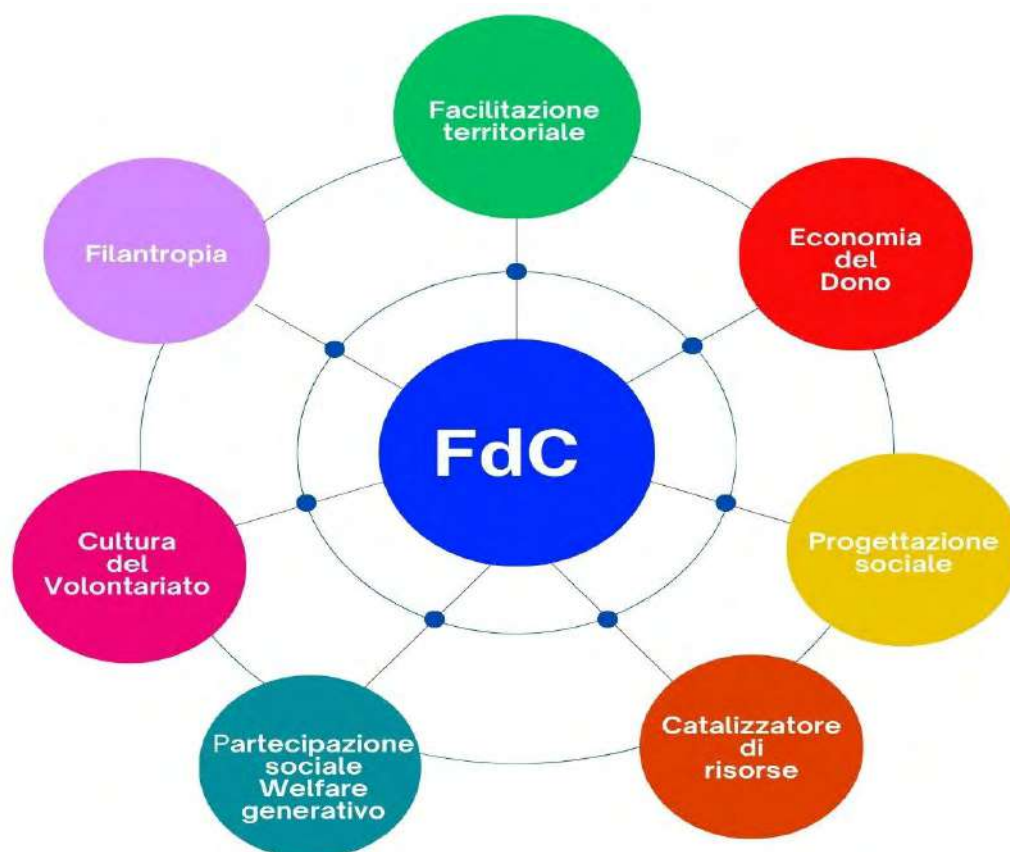 Facilitazione
territoriale
Filantropia
Economia
del
Dono
FdC
Cultura
del
Volontariato
Progettazione
sociale
Partecipazione
sociale
Welfare
generativo
Catalizzatore
di
risorse